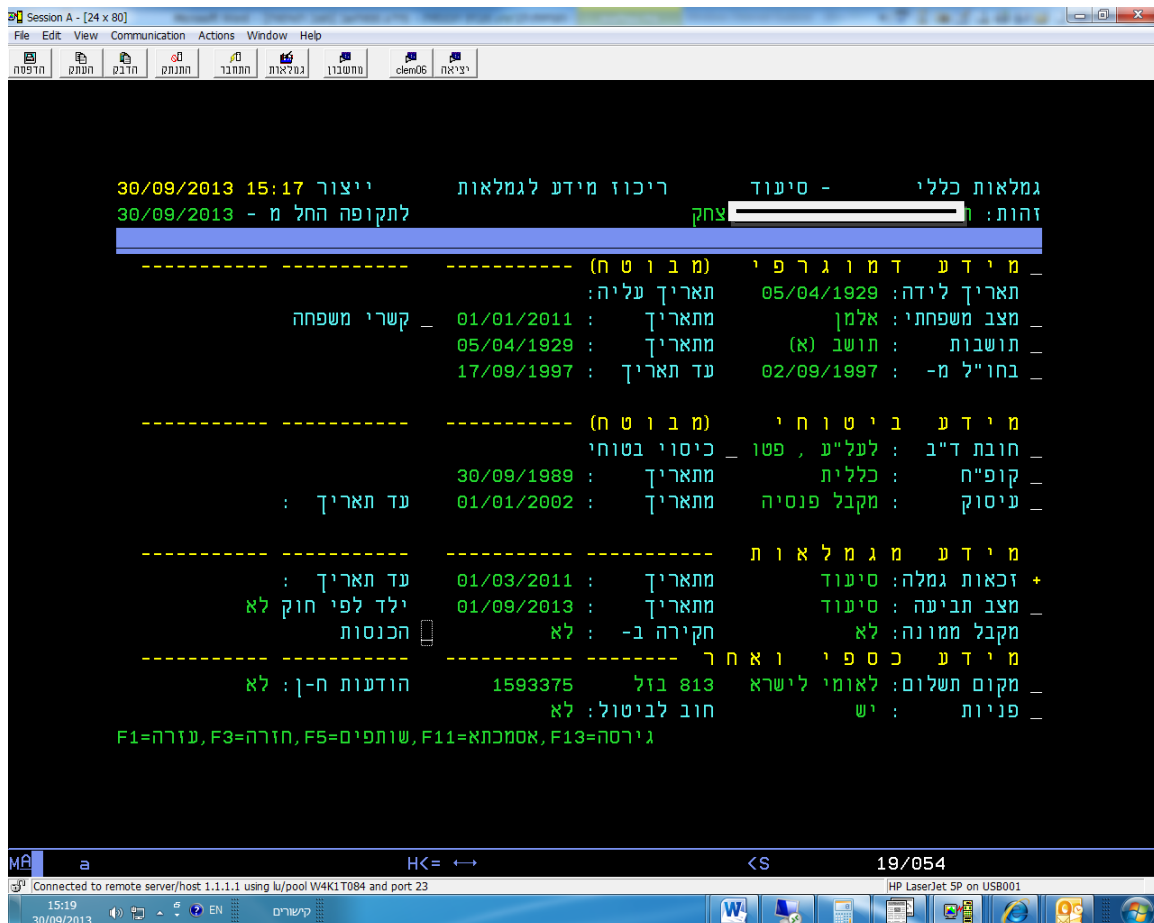 Session A - [24 x 80]
File Edit View Communication Actions Window Help
הדפסה העתק הדבק התנתק התחבר גמלאות מחשבון clem06 יציאה
גמלאות כללי - סיעוד ריכוז מידע לגמלאות ייצור 30/09/2013 15:17
זהות: צחק לתקופה החל מ - 30/09/2013
_ מידע דמוגרפי (מבוטח) ----------- ----------- -----------
תאריך לידה: 05/04/1929 תאריך עליה:
_ מצב משפחתי: אלמן מתאריך : 01/01/2011 _ קשרי משפחה
_ תושבות : תושב (א) מתאריך : 05/04/1929
_ בחו"ל מ- : 02/09/1997 עד תאריך : 17/09/1997
מידע ביטוחי (מבוטח) ----------- ----------- -----------
_ חובת ד"ב : לעל"ע , פטו _ כיסוי בטוחי
_ קופ"ח : כללית מתאריך : 30/09/1989
_ עיסוק : מקבל פנסיה מתאריך : 01/01/2002 עד תאריך :
מידע מגמלאות ----------- ----------- ----------- -----------
+ זכאות גמלה: סיעוד מתאריך : 01/03/2011 עד תאריך :
_ מצב תביעה : סיעוד מתאריך : 01/09/2013 ילד לפי חוק לא
מקבל ממונה: לא חקירה ב- : לא _ הכנסות
מידע כספי ואחר -------- ----------- ----------- -----------
_ מקום תשלום: לאומי לישרא 813 בזל 1593375 הודעות ח-ן: לא
_ פניות : יש חוב לביטול: לא
F1=עזרה,F3=חזרה,F5=שותפים,F11=אסמכתא,F13=גירסה
MA a H<= ←→ <S 19/054
Connected to remote server/host 1.1.1.1 using lu/pool W4K1T084 and port 23 HP LaserJet 5P on USB001
15:19 EN קישורים
30/09/2013